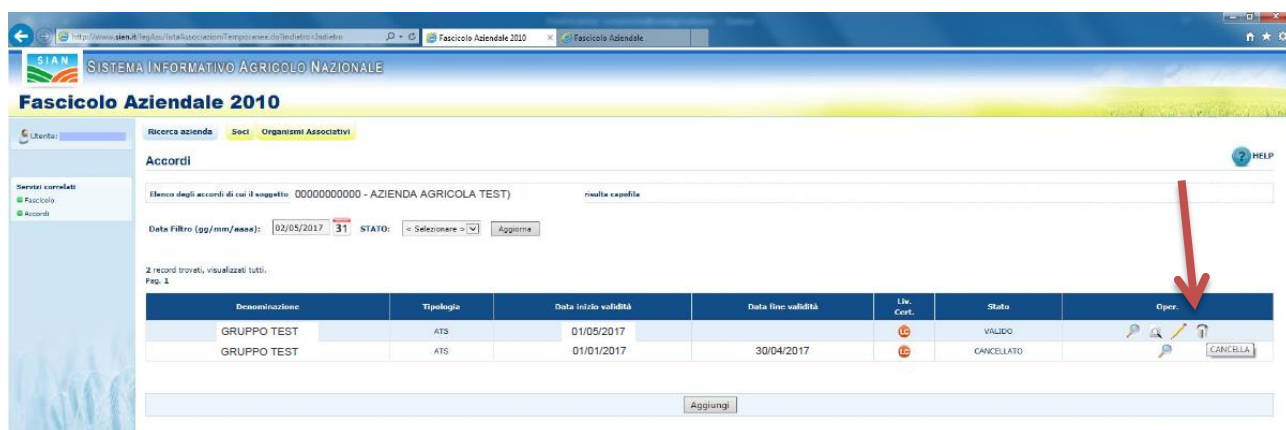 http://www.sian.it/legAss/listaAssociazioniTemporanee.do?indietro=Indietro
Fascicolo Aziendale 2010
Fascicolo Aziendale
SIAN
SISTEMA INFORMATIVO AGRICOLO NAZIONALE
Fascicolo Aziendale 2010
Utente:
Ricerca azienda Soci Organismi Associativi
Accordi
HELP
Servizi correlati
Fascicolo
Accordi
Elenco degli accordi di cui il soggetto 00000000000 - AZIENDA AGRICOLA TEST) risulta capofila
Data Filtro (gg/mm/aaaa): 02/05/2017 31 STATO: < Selezionare > Aggiorna
2 record trovati, visualizzati tutti.
Pag. 1
Denominazione Tipologia Data inizio validità Data fine validità Liv. Cert. Stato Oper.
GRUPPO TEST ATS 01/05/2017 LC VALIDO
GRUPPO TEST ATS 01/01/2017 30/04/2017 LC CANCELLATO
CANCELLA
Aggiungi